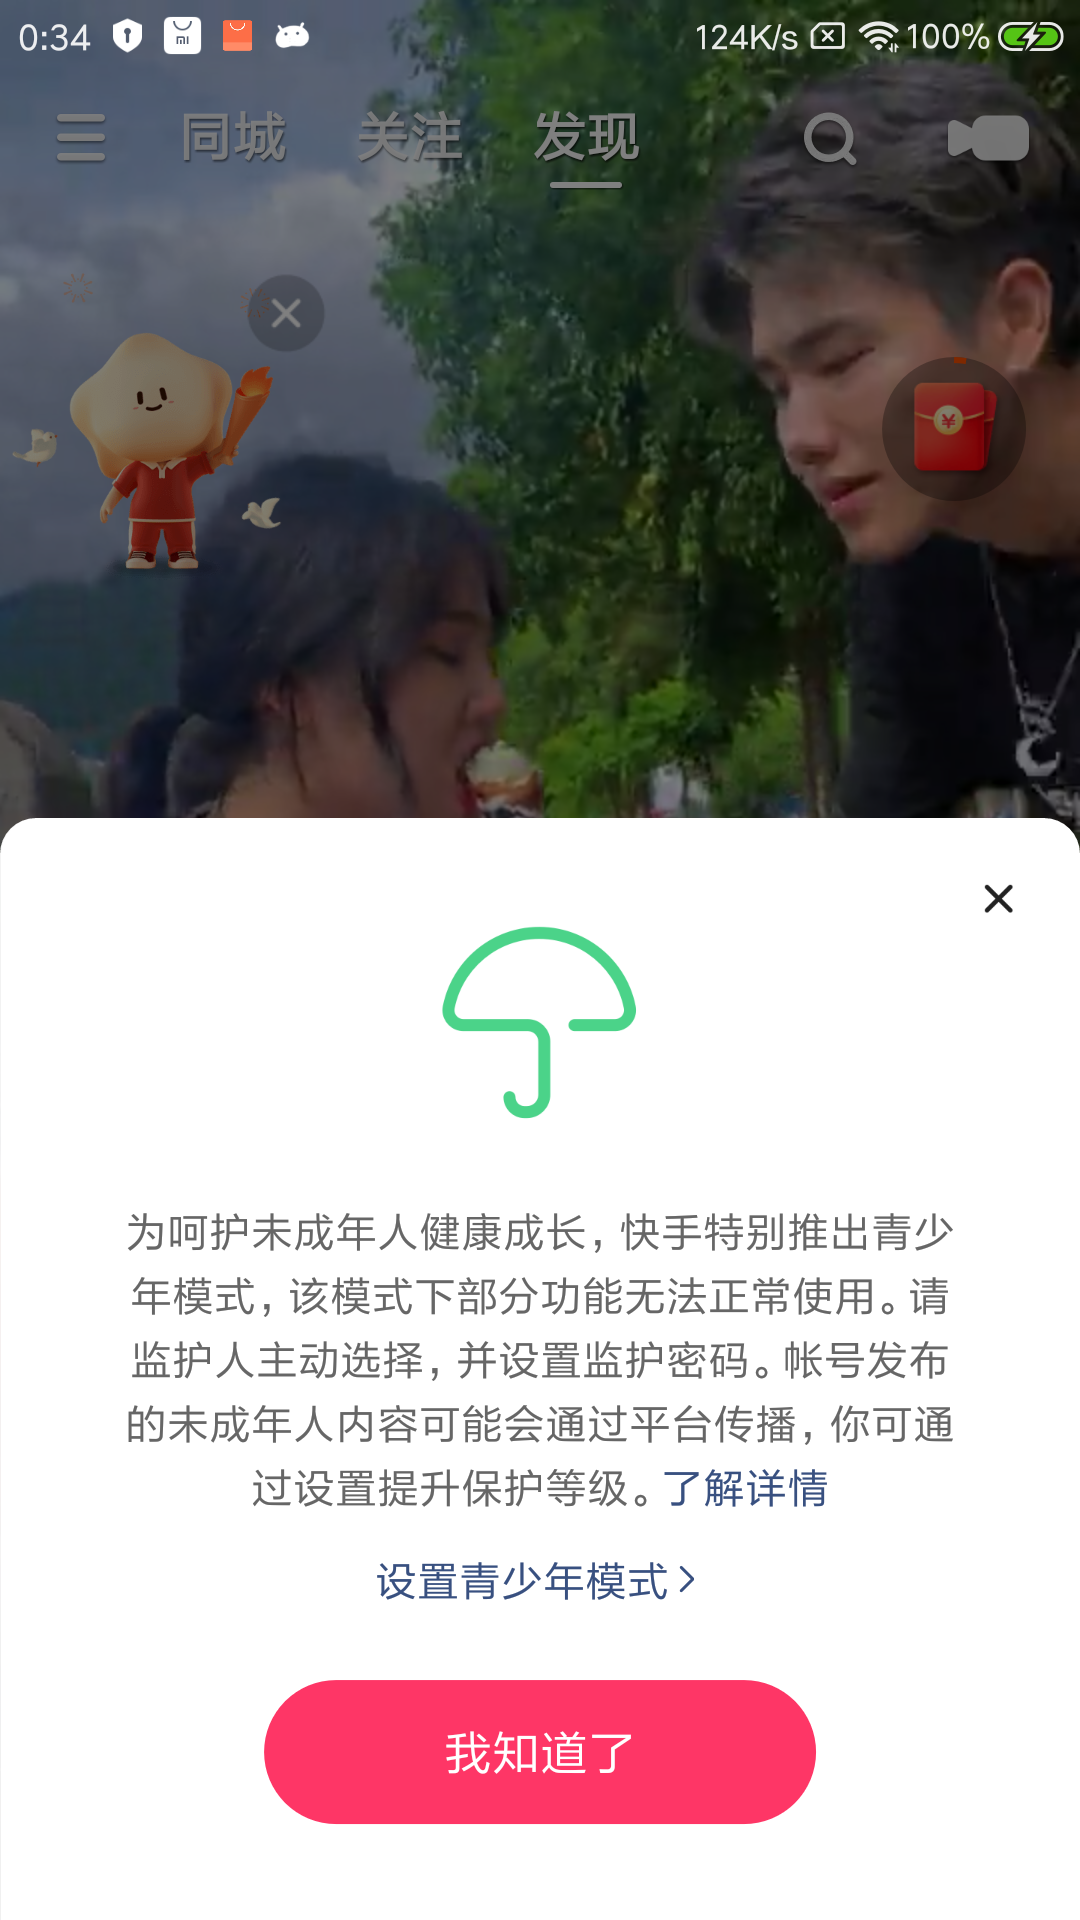 0:34 124K/s 100%
同城 关注 发现
为呵护未成年人健康成长，快手特别推出青少
年模式，该模式下部分功能无法正常使用。请
监护人主动选择，并设置监护密码。帐号发布
的未成年人内容可能会通过平台传播，你可通
过设置提升保护等级。了解详情
设置青少年模式
我知道了